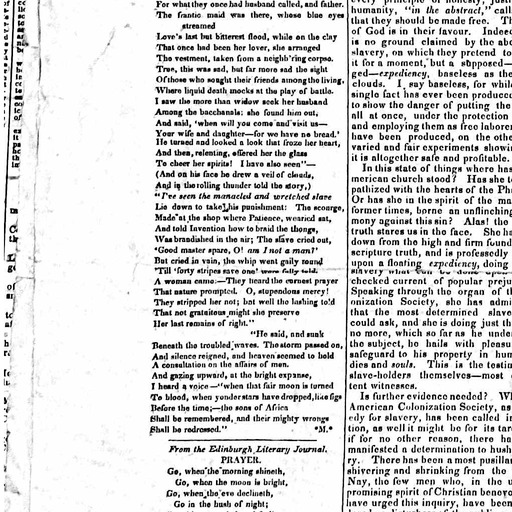 For what they once had husband called, and father.
The frantic maid was there, whose blue eyes
streamed
Love's last but bitterest flood, while on the clay
That once had been her lover, she arranged
The vestment, taken from a neighb'ring corpse.
True, this was sad, but far more sad the sight
Of those who sought their friends among the living,
Where liquid death mocks at the play of battle.
I saw the more than widow seek her husband
Among the bacchanals: she found him out,
And said, 'when will you come and visit us—
Your wife and daughter—for we have no bread.'
He turned and looked a look that froze her heart,
And then, relenting, offered her the glass
To cheer her spirits! I have also seen"—
(And on his face he drew a veil of clouds,
And in the rolling thunder told the story,)
"I've seen the manacled and wretched slave
Lie down to take his punishment: The scourge,
Made at the shop where Patience, wearied sat,
And told Invention how to braid the thongs,
Was brandished in the air; The slave cried out,
'Good master spare, O! am I not a man?'
But cried in vain, the whip went gaily round
Till 'forty stripes save one' were fully told.
A woman came:—They heard the earnest prayer
That nature prompted. O, stupendous mercy!
They stripped her not; but well the lashing told
That not gratuitous might she preserve
Her last remains of right."
"He said, and sunk
Beneath the troubled waves. The storm passed on,
And silence reigned, and heaven seemed to hold
A consultation on the affairs of men.
And gazing upward, at the bright expanse,
I heard a voice—"when that fair moon is turned
To blood, when yonder stars have dropped, like figs
Before the time;—the sons of Africa
Shall be remembered, and their mighty wrongs
Shall be redressed." *M.*
From the Edinburgh Literary Journal.
PRAYER.
Go, when the morning shineth,
Go, when the moon is bright,
Go, when the eve declineth,
Go in the hush of night;
every principle of
humanity, "in the abstract," call
that they should be made free. Th
of God is in their favour. Indeed
is no ground claimed by the abo
slavery, on which they pretend to
it for a moment, but a supposed—
ged—expediency, baseless as the
clouds. I say baseless, for while
single fact has ever been produced
to show the danger of putting the
all at once, under the protection
and employing them as free laborer
have been produced, on the othe
varied and fair experiments showin
it is altogether safe and profitable.
In this state of things where has
merican church stood? Has she to
pathized with the hearts of the Ph
Or has she in the spirit of the ma
former times, borne an unflinching
mony against this sin? Alas! the
truth stares us in the face. She ha
down from the high and firm found
scripture truth, and is professedly
upon a floating expediency, doing
slavery what can be done upon
checked current of popular preju
Speaking through the organ of th
onization Society, she has admi
that the most determined slave
could ask, and she is doing just th
no more, which so far as he under
the subject, he hails with pleasu
safeguard to his property in hum
dies and souls. This is the testim
slave-holders themselves—most
tent witnesses.
Is further evidence needed? Wh
American Colonization Society, as
edy for slavery, has been called in
tion, as well it might be for its tar
if for no other reason, there ha
manifested a determination to hush
ry. There has been a most pusillan
shivering and shrinking from the
Nay, the few men who, in the u
promising spirit of Christian benevo
have urged this inquiry, have been